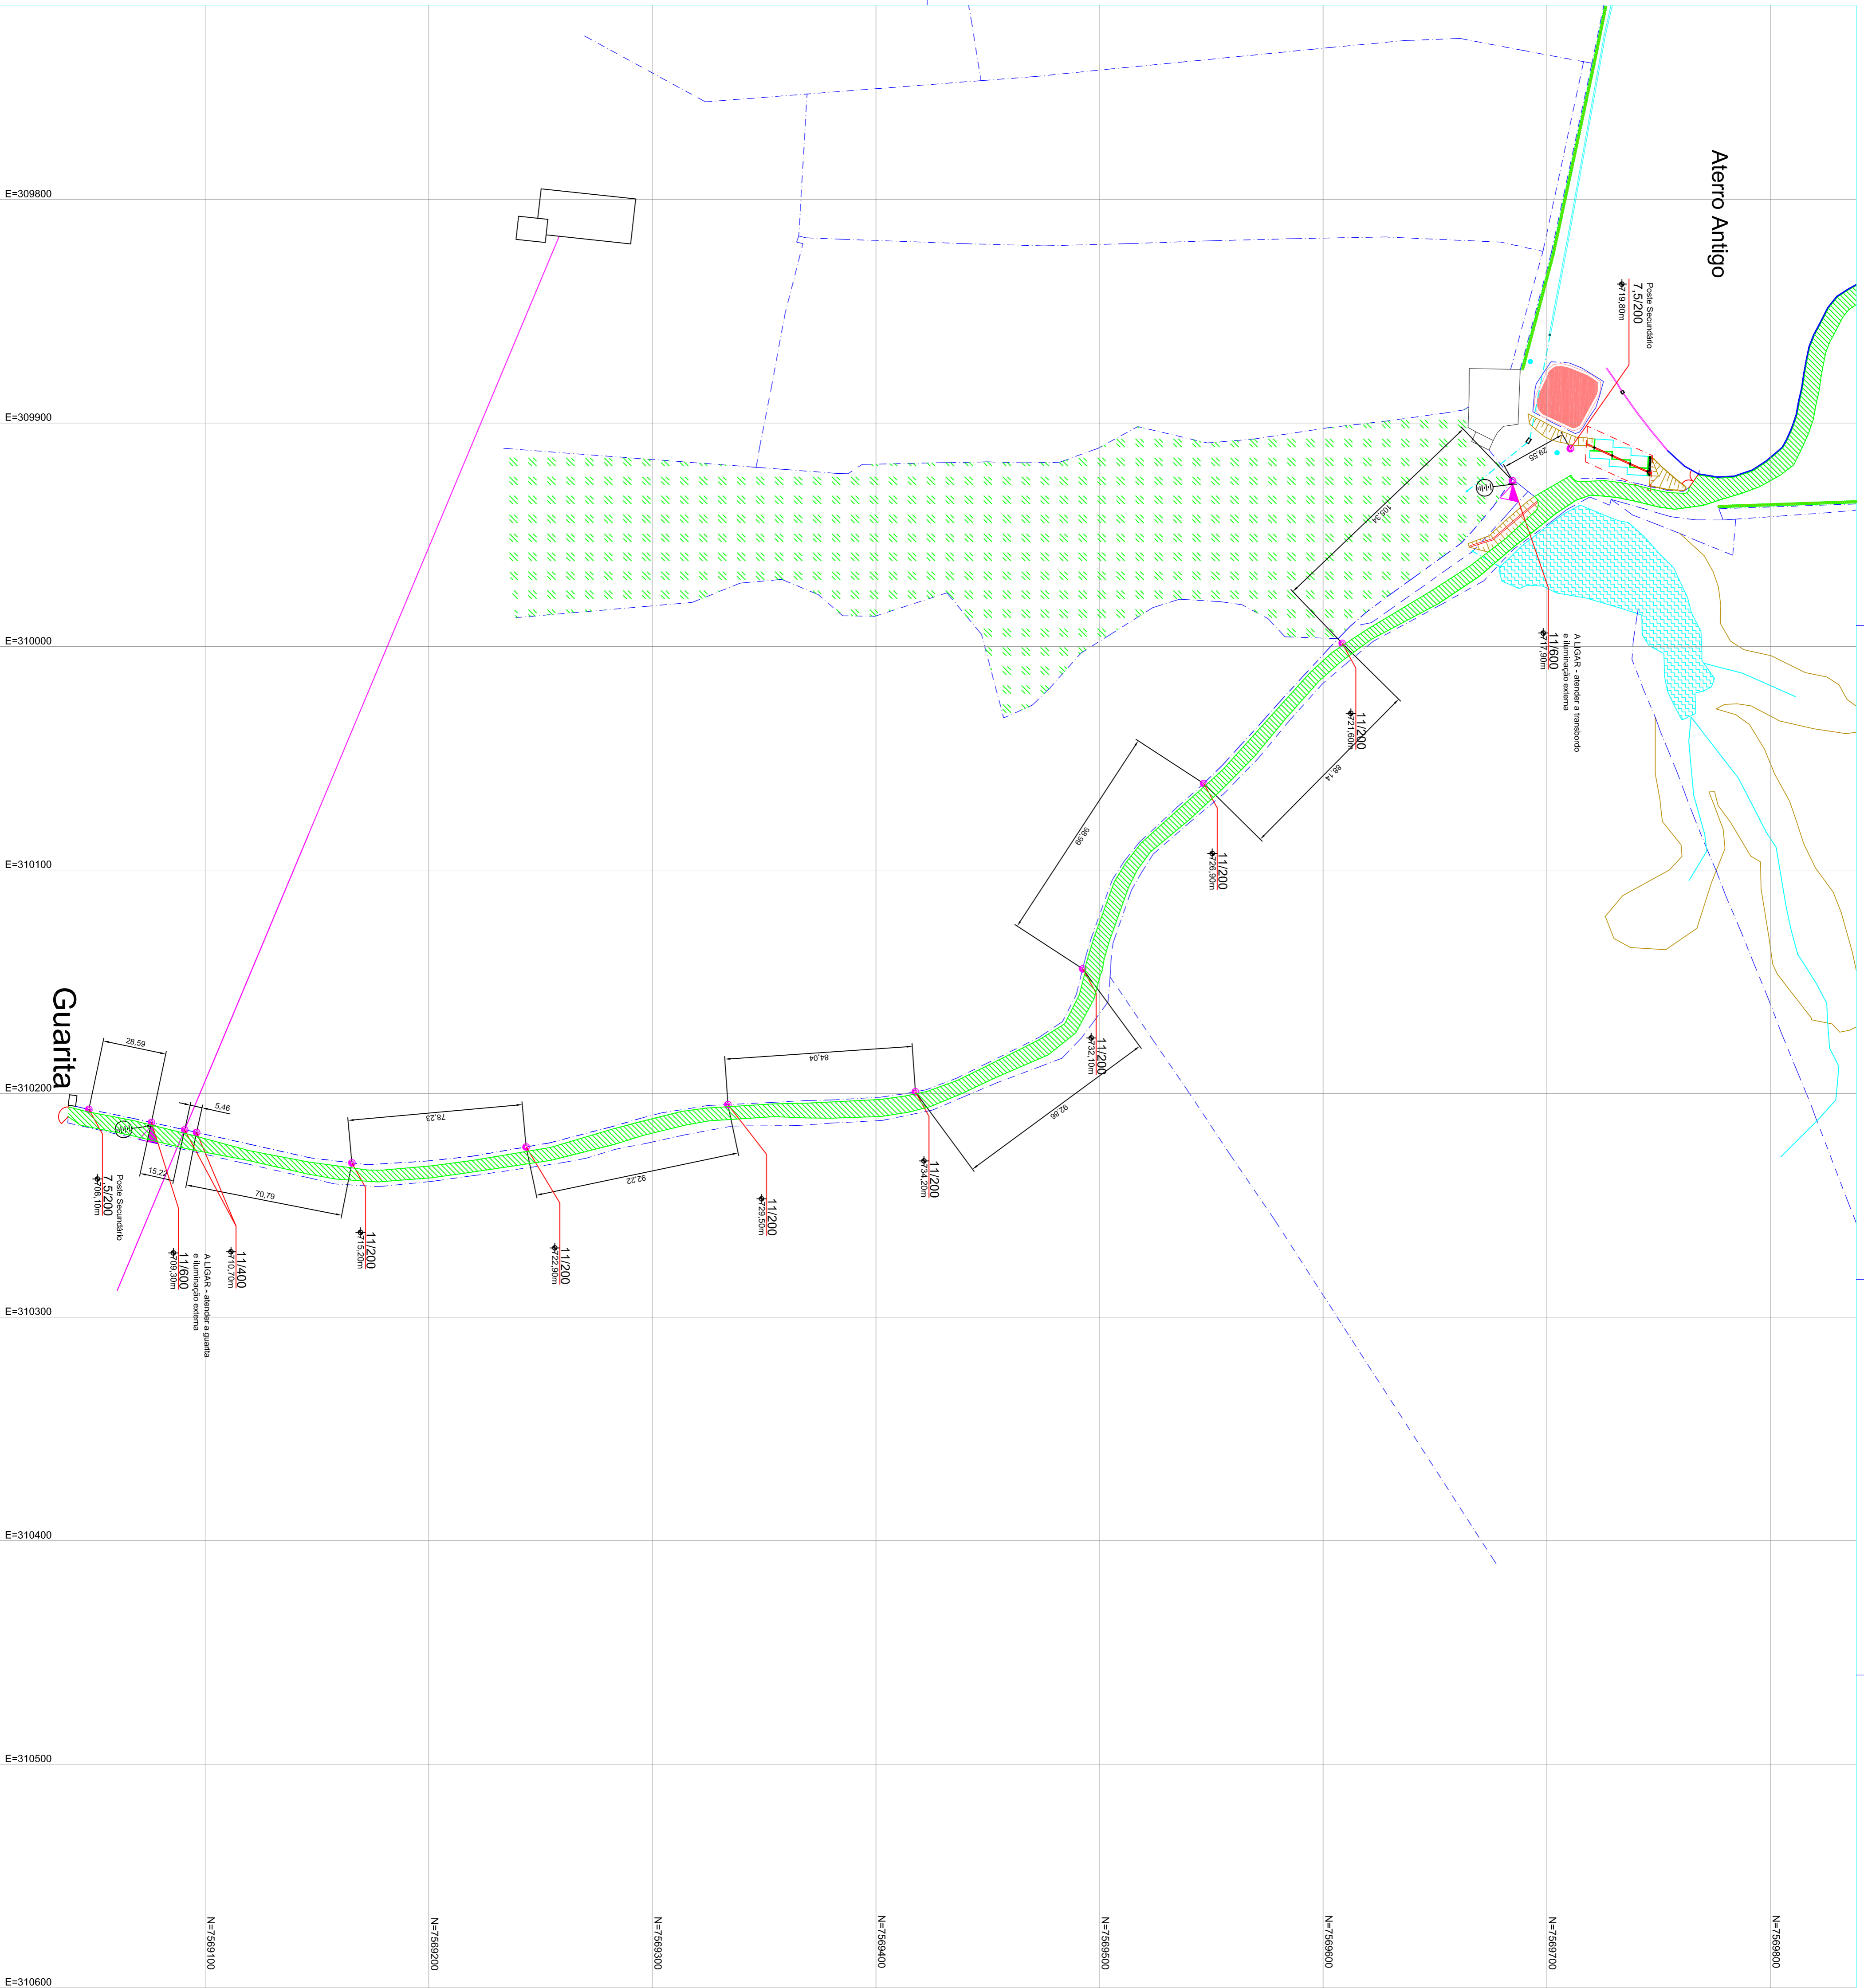 Aterro Antigo
E=309800
E=309900
E=310000
E=310100
E=310200
E=310300
E=310400
E=310500
E=310600
Poste Secundário
7,5/200
719,80m
29,55
105,34
A LIGAR - atender a transbordo
e iluminação externa
11/600
717,90m
11/200
721,60m
88,14
11/200
726,90m
98,99
11/200
732,10m
92,86
11/200
734,20m
84,04
11/200
729,50m
92,22
11/200
722,90m
78,23
11/200
715,20m
70,79
5,46
11/400
710,70m
15,22
A LIGAR - atender a guarita
e iluminação externa
11/600
709,30m
28,59
Poste Secundário
7,5/200
708,10m
Guarita
N=7569100
N=7569200
N=7569300
N=7569400
N=7569500
N=7569600
N=7569700
N=7569800